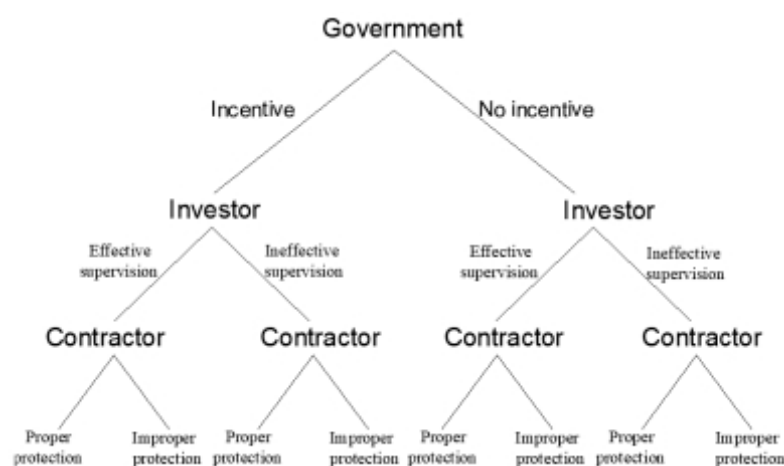 Government
Incentive No incentive
Investor Investor
Effective supervision Ineffective supervision Effective supervision Ineffective supervision
Contractor Contractor Contractor Contractor
Proper protection Improper protection Proper protection Improper protection Proper protection Improper protection Proper protection Improper protection